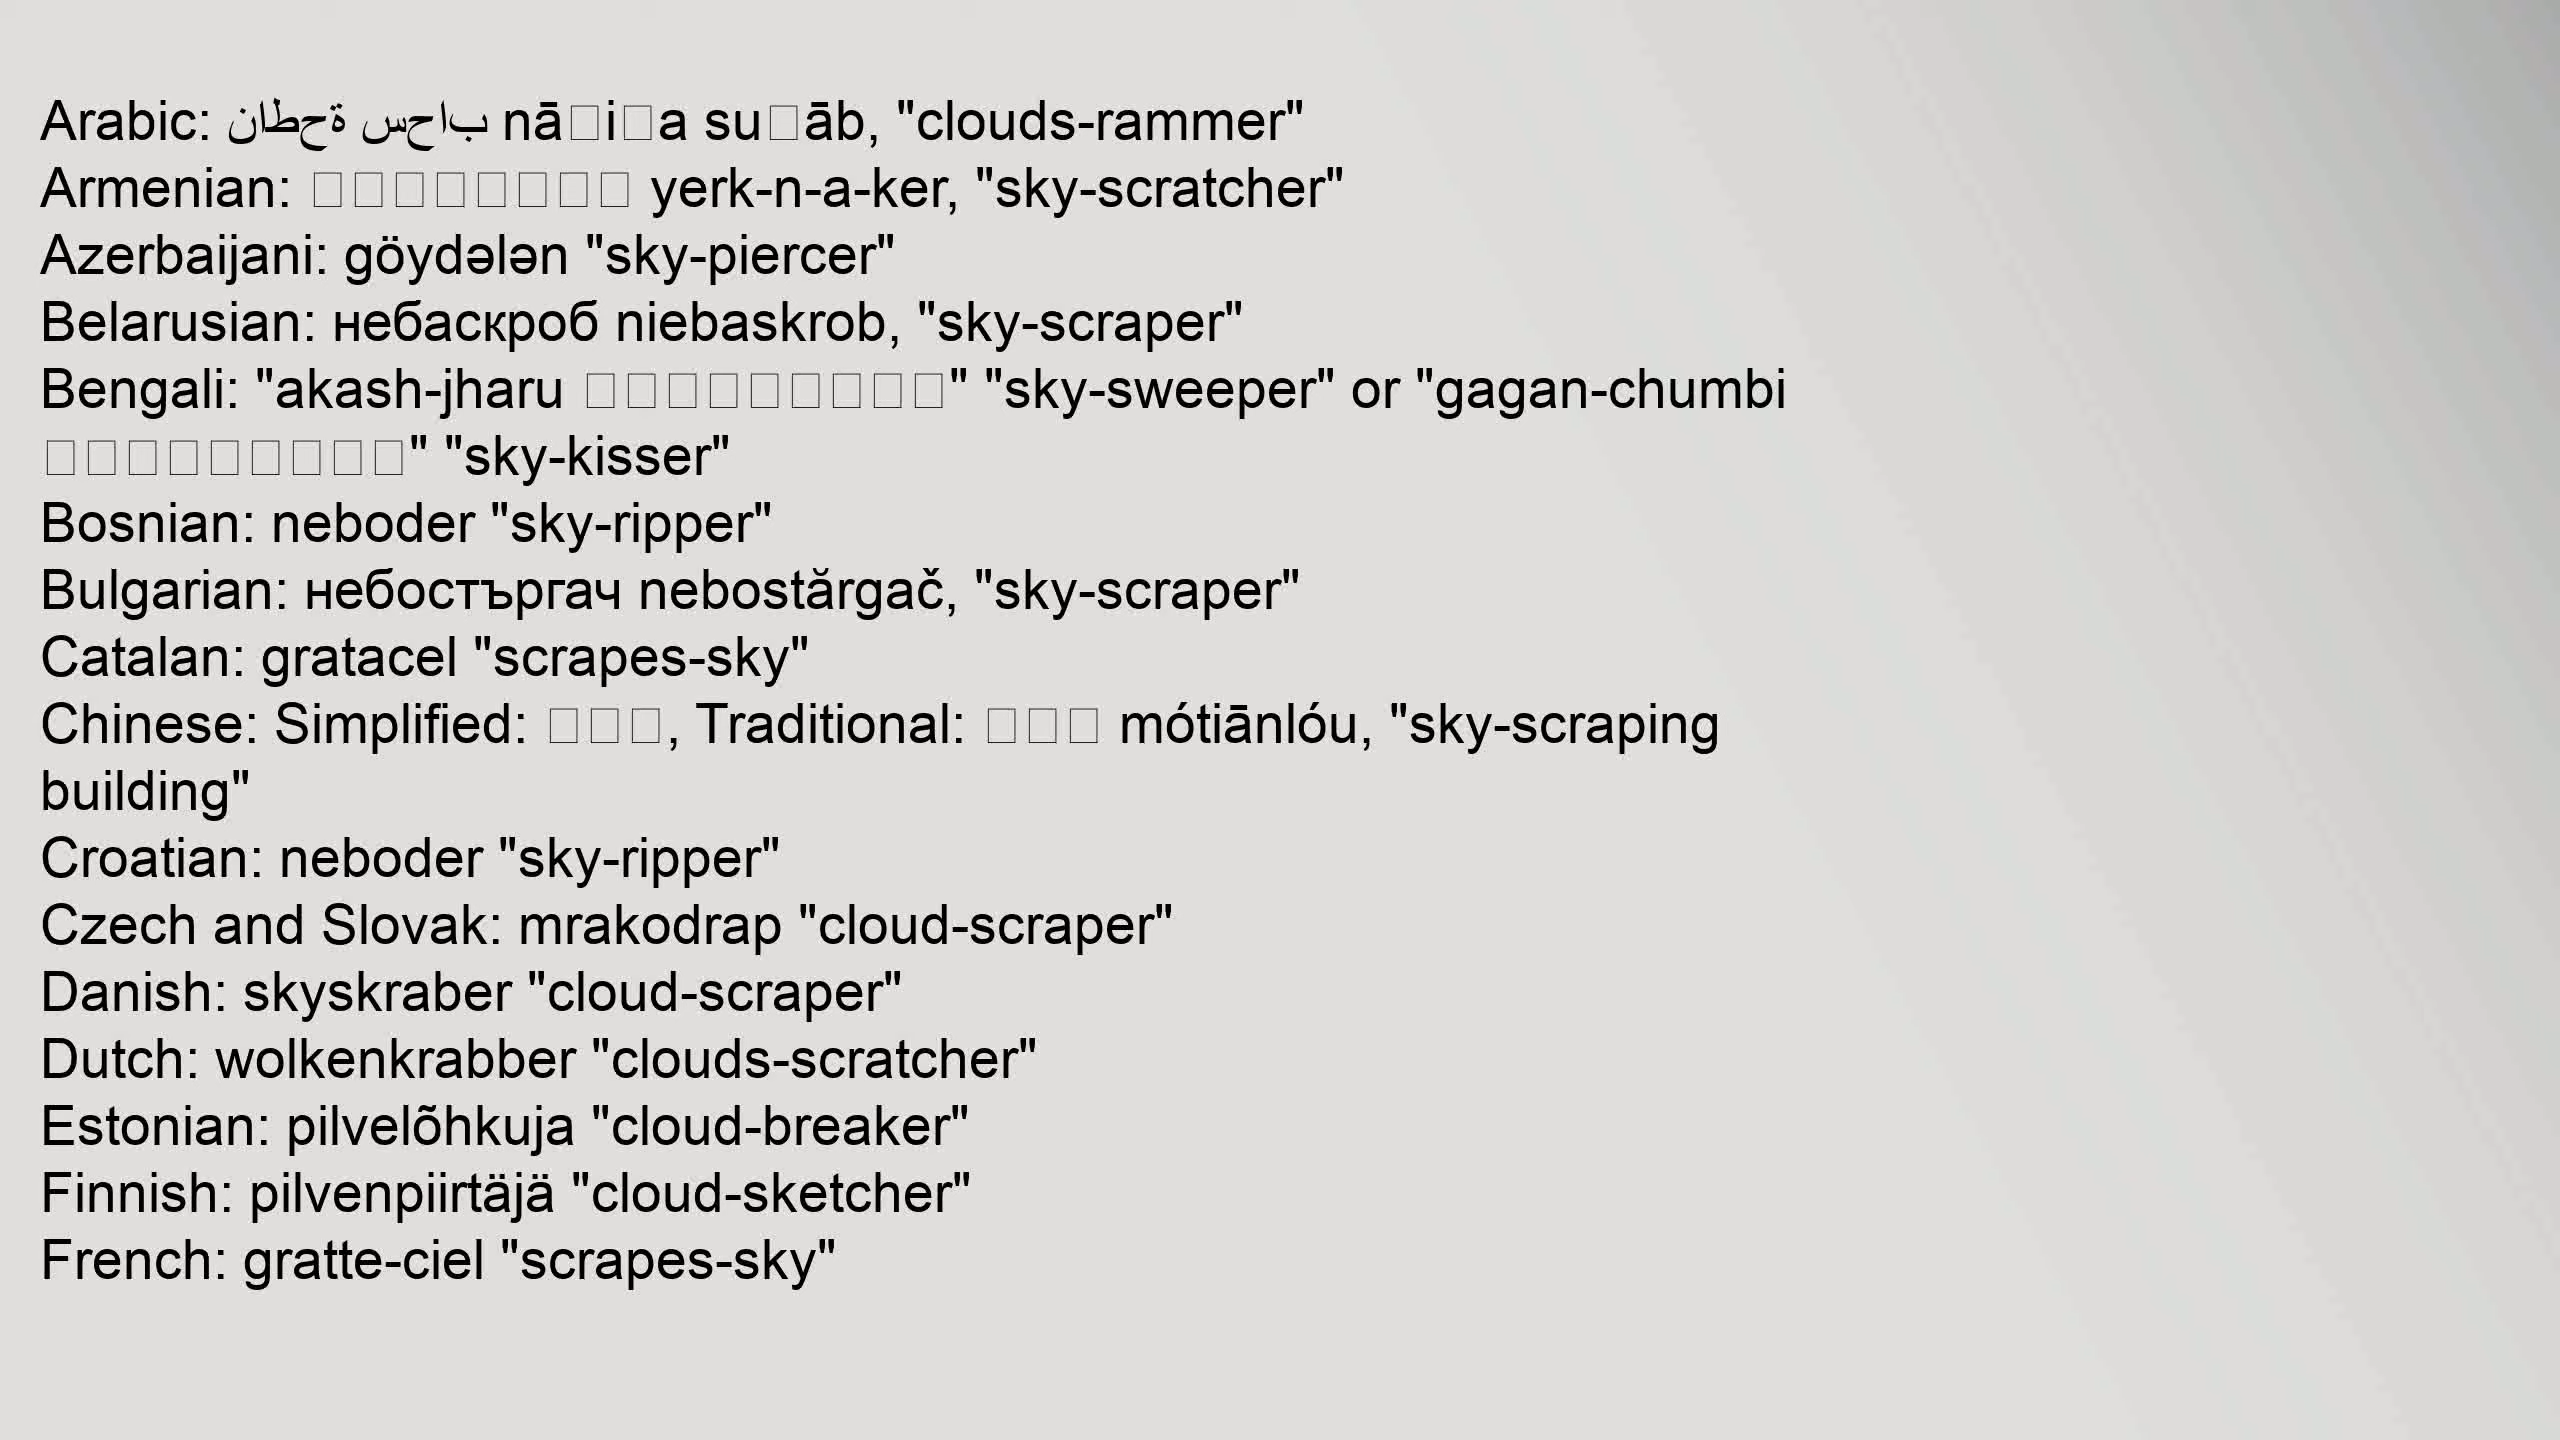 Arabic: ناطحة سحاب nā□i□a su□āb, "clouds-rammer"
Armenian: □□□□□□□□ yerk-n-a-ker, "sky-scratcher"
Azerbaijani: göydələn "sky-piercer"
Belarusian: небаскроб niebaskrob, "sky-scraper"
Bengali: "akash-jharu □□□□□□□□□" "sky-sweeper" or "gagan-chumbi
□□□□□□□□□" "sky-kisser"
Bosnian: neboder "sky-ripper"
Bulgarian: небостъргач nebostărgač, "sky-scraper"
Catalan: gratacel "scrapes-sky"
Chinese: Simplified: □□□, Traditional: □□□ mótiānlóu, "sky-scraping
building"
Croatian: neboder "sky-ripper"
Czech and Slovak: mrakodrap "cloud-scraper"
Danish: skyskraber "cloud-scraper"
Dutch: wolkenkrabber "clouds-scratcher"
Estonian: pilvelõhkuja "cloud-breaker"
Finnish: pilvenpiirtäjä "cloud-sketcher"
French: gratte-ciel "scrapes-sky"